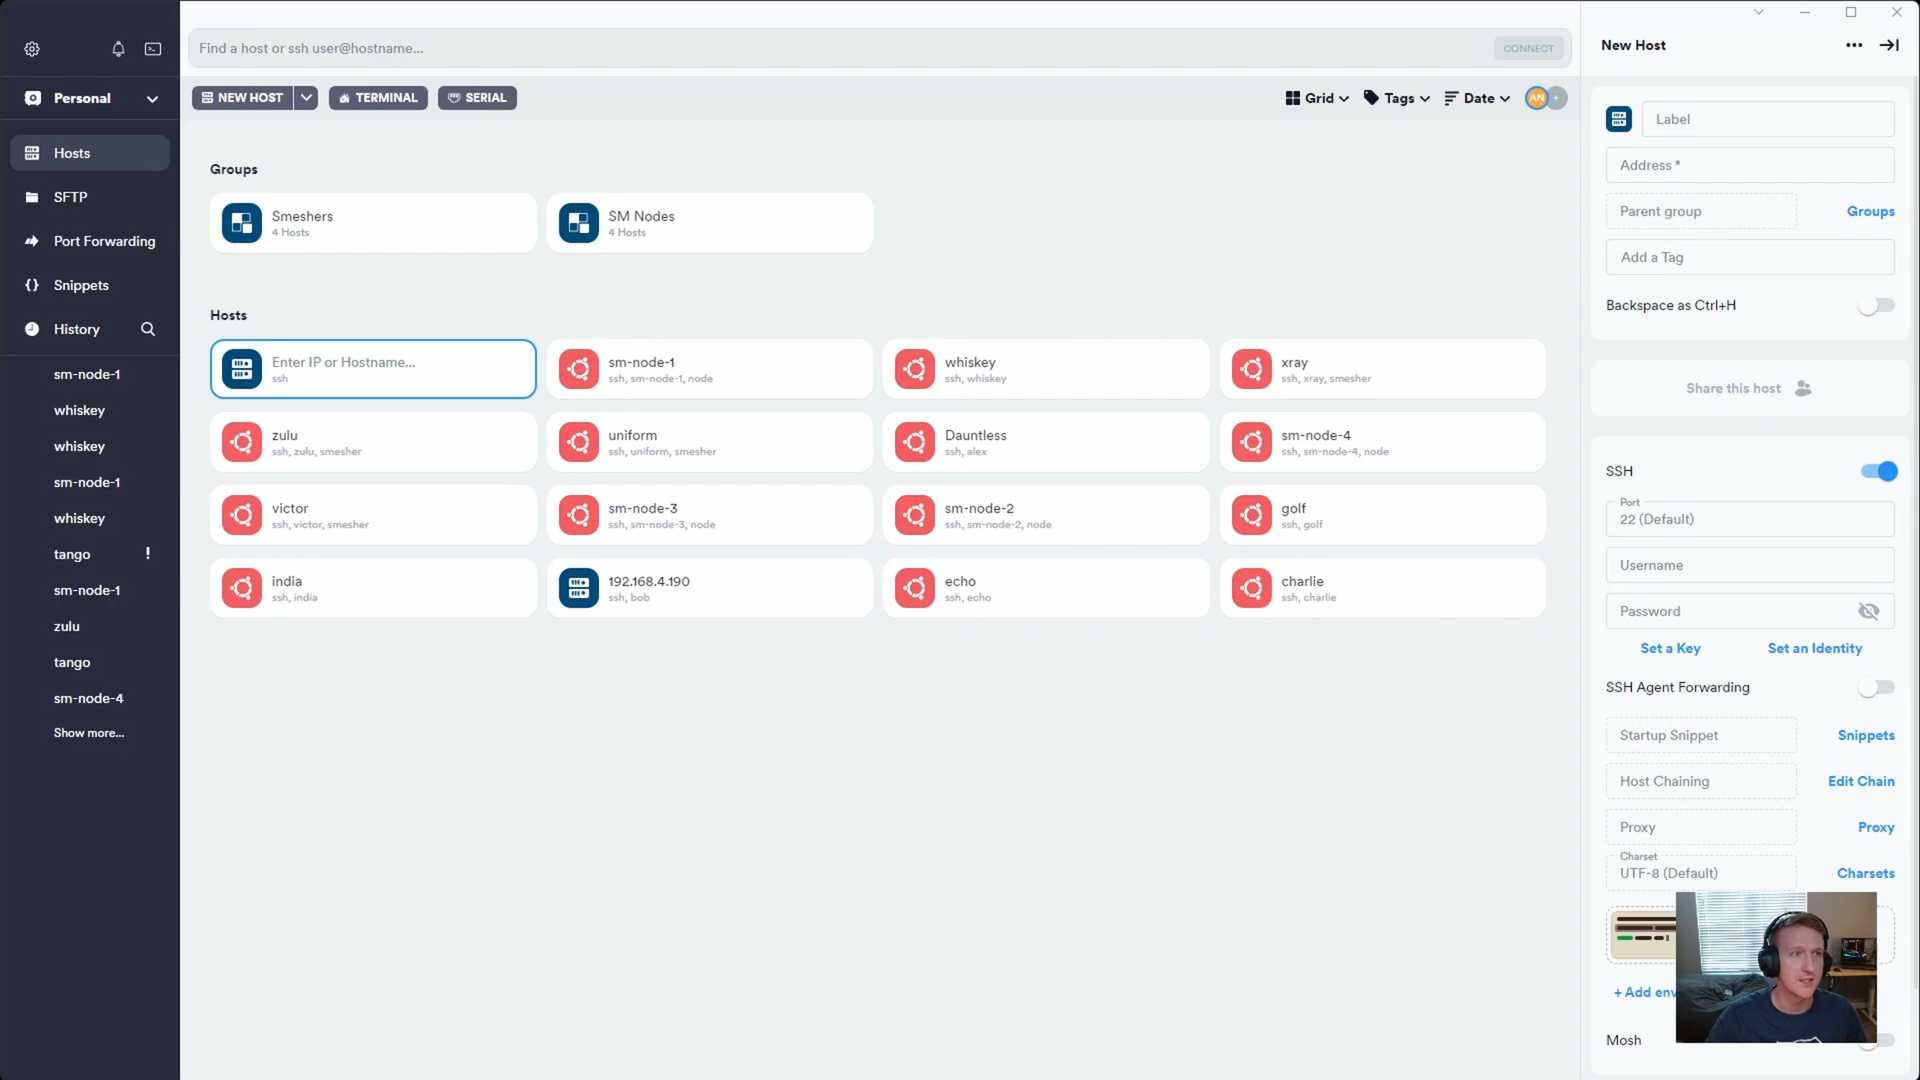 Personal
Hosts
SFTP
Port Forwarding
Snippets
History
sm-node-1
whiskey
whiskey
sm-node-1
whiskey
tango !
sm-node-1
zulu
tango
sm-node-4
Show more...
Find a host or ssh user@hostname...
CONNECT
NEW HOST
TERMINAL
SERIAL
Grid
Tags
Date
AN
+
Groups
Smeshers
4 Hosts
SM Nodes
4 Hosts
Hosts
Enter IP or Hostname...
ssh
sm-node-1
ssh, sm-node-1, node
whiskey
ssh, whiskey
xray
ssh, xray, smesher
zulu
ssh, zulu, smesher
uniform
ssh, uniform, smesher
Dauntless
ssh, alex
sm-node-4
ssh, sm-node-4, node
victor
ssh, victor, smesher
sm-node-3
ssh, sm-node-3, node
sm-node-2
ssh, sm-node-2, node
golf
ssh, golf
india
ssh, india
192.168.4.190
ssh, bob
echo
ssh, echo
charlie
ssh, charlie
New Host
Label
Address *
Parent group
Groups
Add a Tag
Backspace as Ctrl+H
Share this host
SSH
Port
22 (Default)
Username
Password
Set a Key
Set an Identity
SSH Agent Forwarding
Startup Snippet
Snippets
Host Chaining
Edit Chain
Proxy
Proxy
Charset
UTF-8 (Default)
Charsets
+ Add env
Mosh